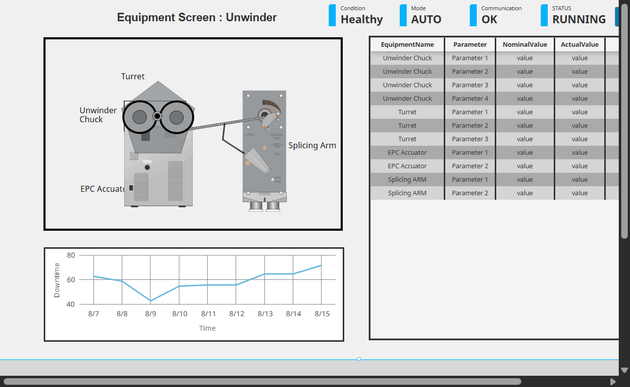 Equipment Screen : Unwinder
Condition
Healthy
Mode
AUTO
Communication
OK
STATUS
RUNNING
Turret
Unwinder
Chuck
Splicing Arm
EPC Accuato
EquipmentName Parameter NominalValue ActualValue
Unwinder Chuck Parameter 1 value value
Unwinder Chuck Parameter 2 value value
Unwinder Chuck Parameter 3 value value
Unwinder Chuck Parameter 4 value value
Turret Parameter 1 value value
Turret Parameter 2 value value
Turret Parameter 3 value value
EPC Accuator Parameter 1 value value
EPC Accuator Parameter 2 value value
Splicing ARM Parameter 1 value value
Splicing ARM Parameter 2 value value
Downtime
80
60
40
8/7 8/8 8/9 8/10 8/11 8/12 8/13 8/14 8/15
Time